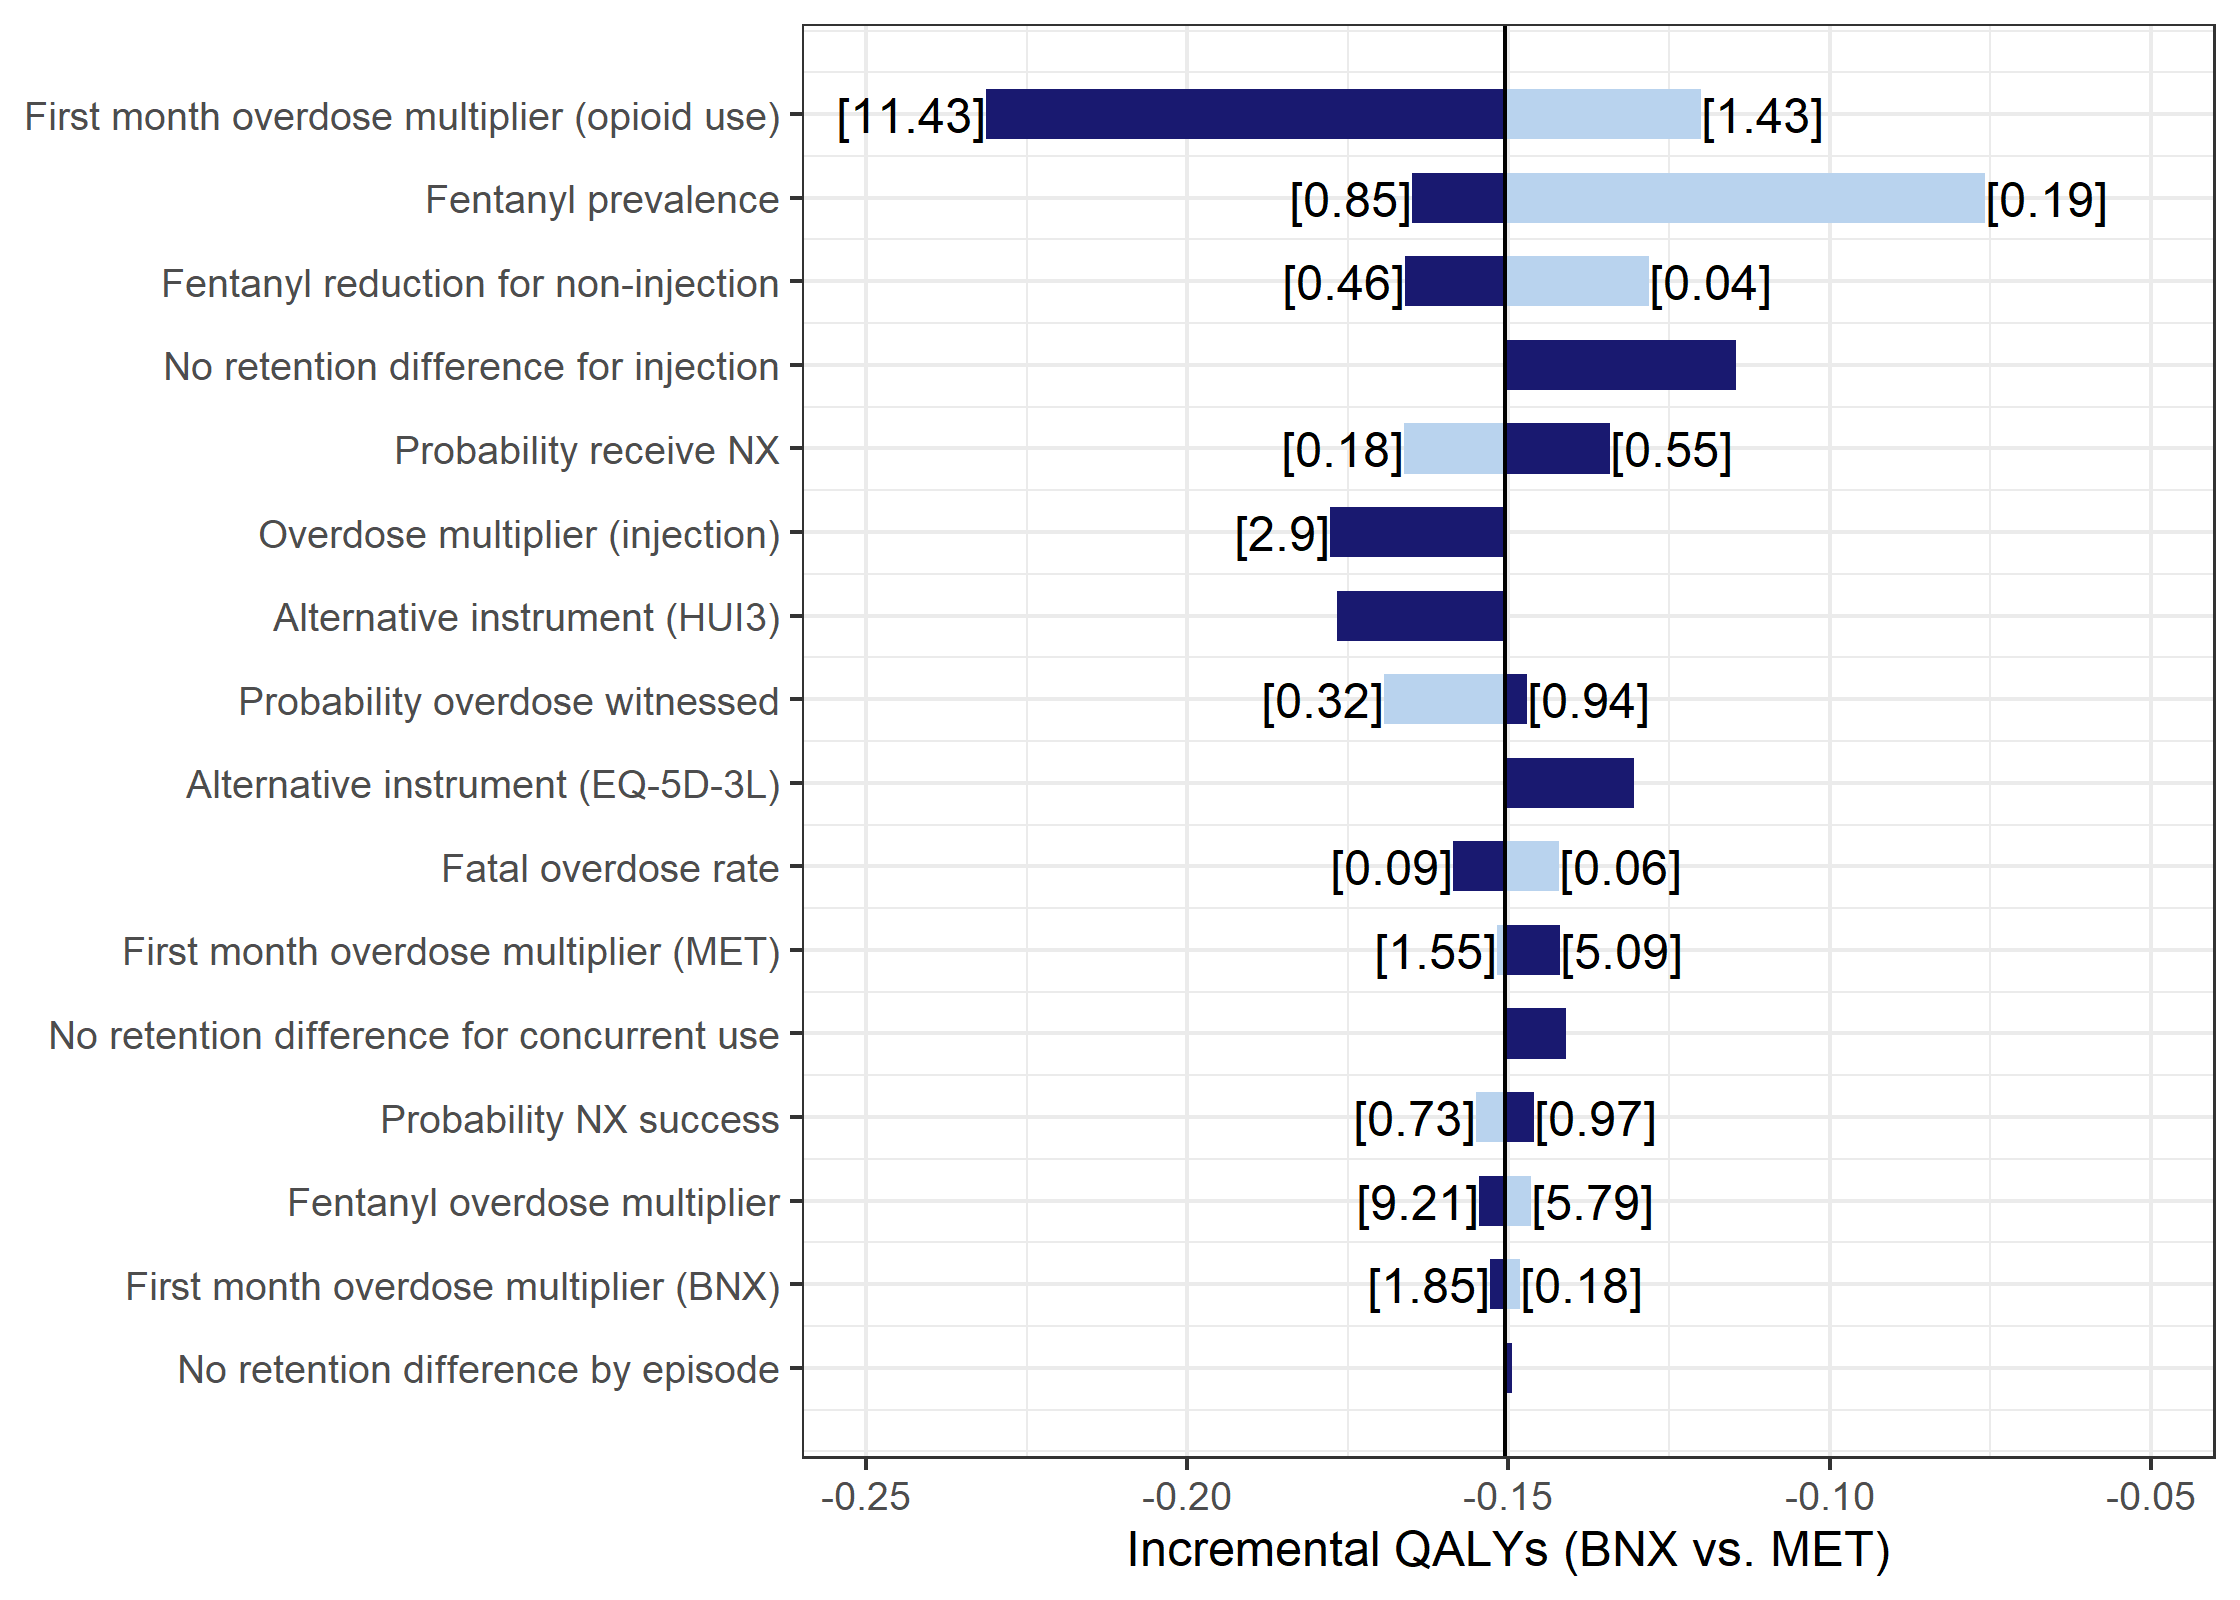 First month overdose multiplier (opioid use) [11.43] [1.43]
Fentanyl prevalence [0.85] [0.19]
Fentanyl reduction for non-injection [0.46] [0.04]
No retention difference for injection
Probability receive NX [0.18] [0.55]
Overdose multiplier (injection) [2.9]
Alternative instrument (HUI3)
Probability overdose witnessed [0.32] [0.94]
Alternative instrument (EQ-5D-3L)
Fatal overdose rate [0.09] [0.06]
First month overdose multiplier (MET) [1.55] [5.09]
No retention difference for concurrent use
Probability NX success [0.73] [0.97]
Fentanyl overdose multiplier [9.21] [5.79]
First month overdose multiplier (BNX) [1.85] [0.18]
No retention difference by episode
-0.25 -0.20 -0.15 -0.10 -0.05
Incremental QALYs (BNX vs. MET)